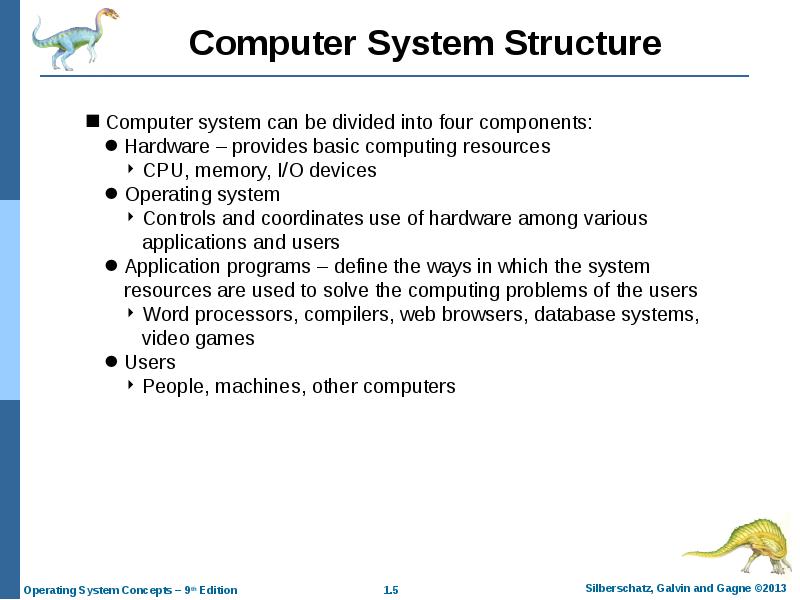 Computer System Structure
■ Computer system can be divided into four components:
● Hardware – provides basic computing resources
‣ CPU, memory, I/O devices
● Operating system
‣ Controls and coordinates use of hardware among various
applications and users
● Application programs – define the ways in which the system
resources are used to solve the computing problems of the users
‣ Word processors, compilers, web browsers, database systems,
video games
● Users
‣ People, machines, other computers
Operating System Concepts – 9th Edition
1.5
Silberschatz, Galvin and Gagne ©2013